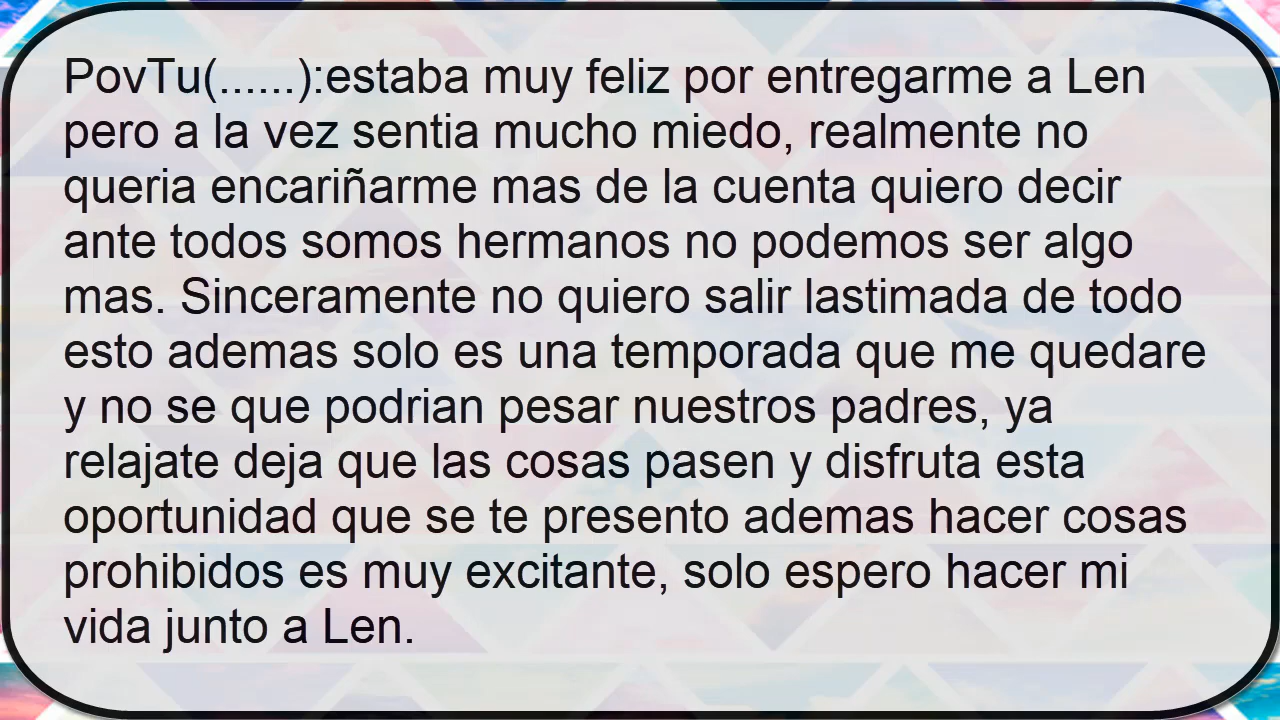 PovTu(......):estaba muy feliz por entregarme a Len
pero a la vez sentia mucho miedo, realmente no
queria encariñarme mas de la cuenta quiero decir
ante todos somos hermanos no podemos ser algo
mas. Sinceramente no quiero salir lastimada de todo
esto ademas solo es una temporada que me quedare
y no se que podrian pesar nuestros padres, ya
relajate deja que las cosas pasen y disfruta esta
oportunidad que se te presento ademas hacer cosas
prohibidos es muy excitante, solo espero hacer mi
vida junto a Len.